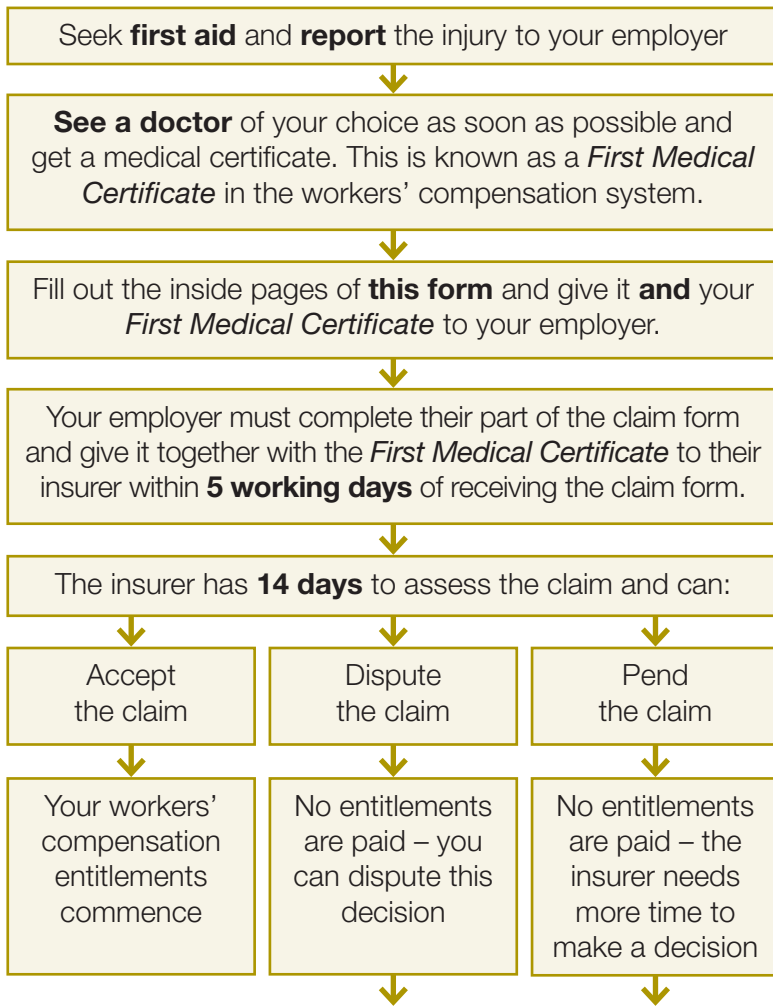 Seek first aid and report the injury to your employer
See a doctor of your choice as soon as possible and
get a medical certificate. This is known as a First Medical
Certificate in the workers’ compensation system.
Fill out the inside pages of this form and give it and your
First Medical Certificate to your employer.
Your employer must complete their part of the claim form
and give it together with the First Medical Certificate to their
insurer within 5 working days of receiving the claim form.
The insurer has 14 days to assess the claim and can:
Accept
the claim
Dispute
the claim
Pend
the claim
Your workers’
compensation
entitlements
commence
No entitlements
are paid – you
can dispute this
decision
No entitlements
are paid – the
insurer needs
more time to
make a decision